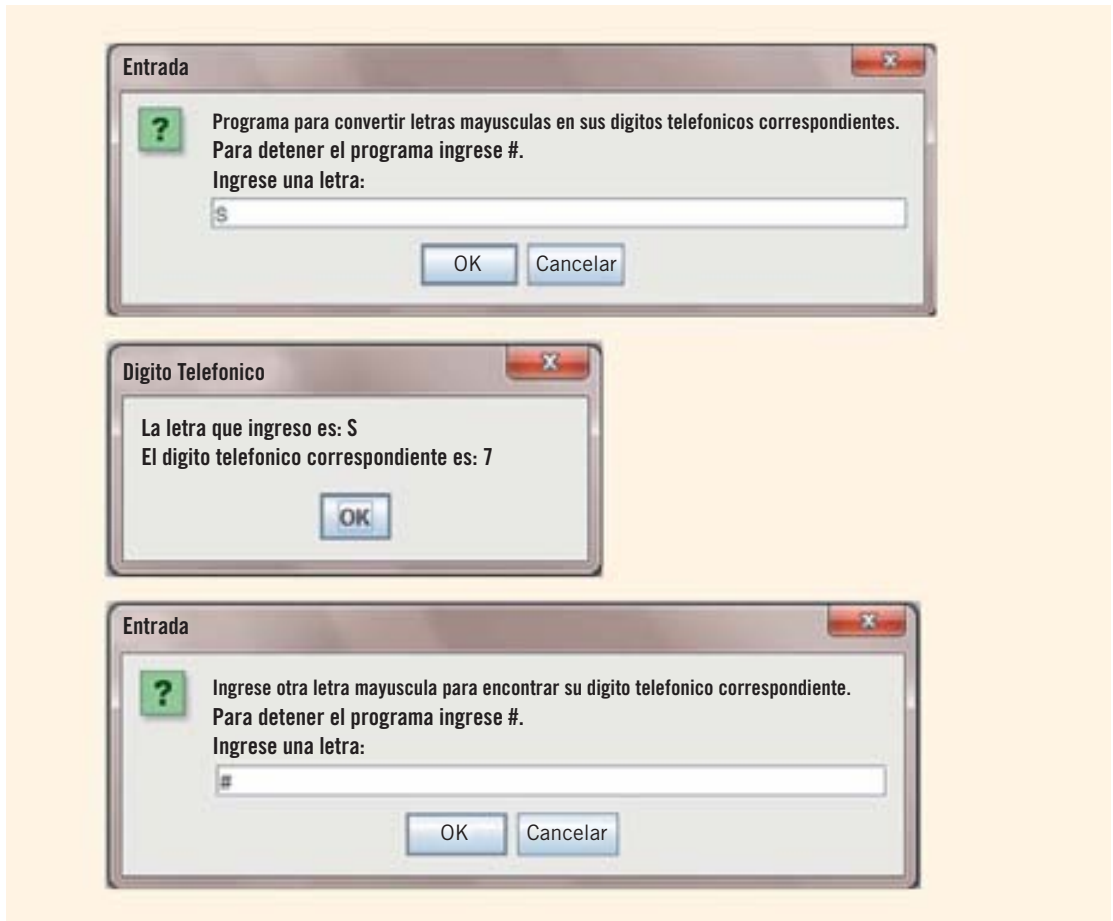 Entrada
Programa para convertir letras mayusculas en sus digitos telefonicos correspondientes.
Para detener el programa ingrese #.
Ingrese una letra:
S
OK Cancelar
Digito Telefonico
La letra que ingreso es: S
El digito telefonico correspondiente es: 7
OK
Entrada
Ingrese otra letra mayuscula para encontrar su digito telefonico correspondiente.
Para detener el programa ingrese #.
Ingrese una letra:
#
OK Cancelar